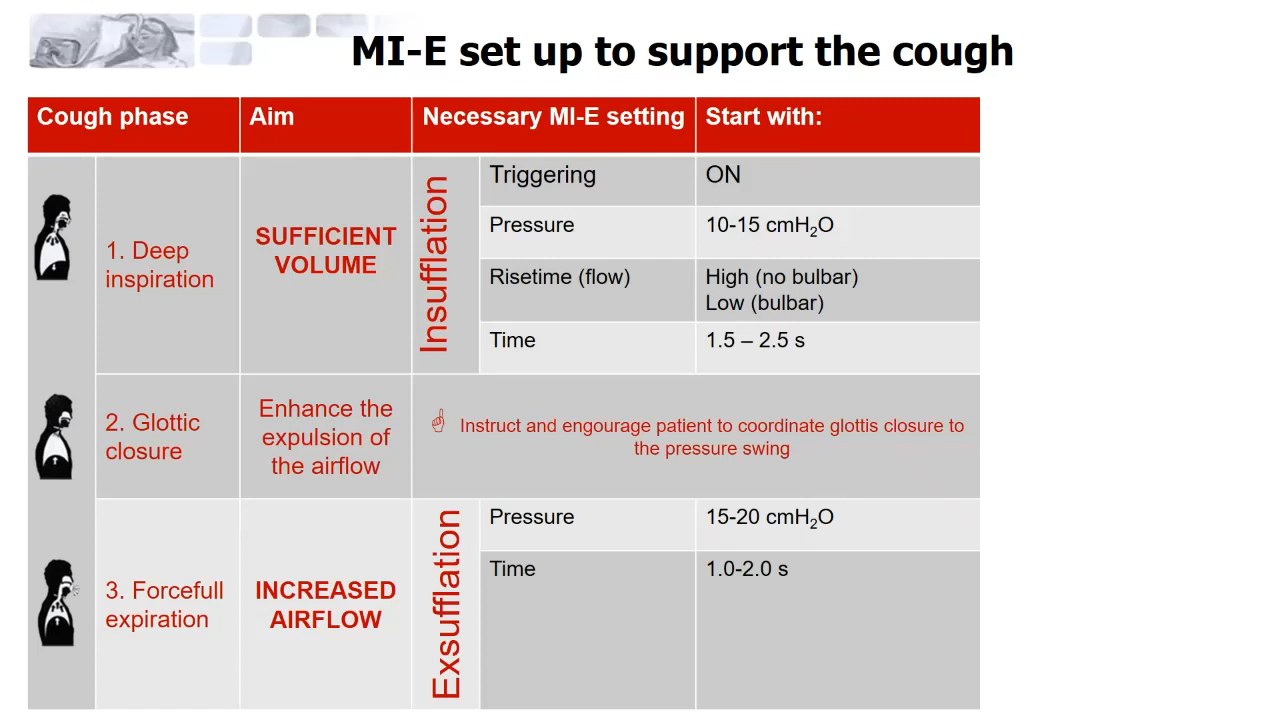 MI-E set up to support the cough
Cough phase
Aim
Necessary MI-E setting
Start with:
1. Deep
inspiration
SUFFICIENT
VOLUME
Insufflation
Triggering
ON
Pressure
10-15 cmH₂O
Risetime (flow)
High (no bulbar)
Low (bulbar)
Time
1.5 – 2.5 s
2. Glottic
closure
Enhance the
expulsion of
the airflow
☝ Instruct and engourage patient to coordinate glottis closure to
the pressure swing
3. Forcefull
expiration
INCREASED
AIRFLOW
Exsufflation
Pressure
15-20 cmH₂O
Time
1.0-2.0 s